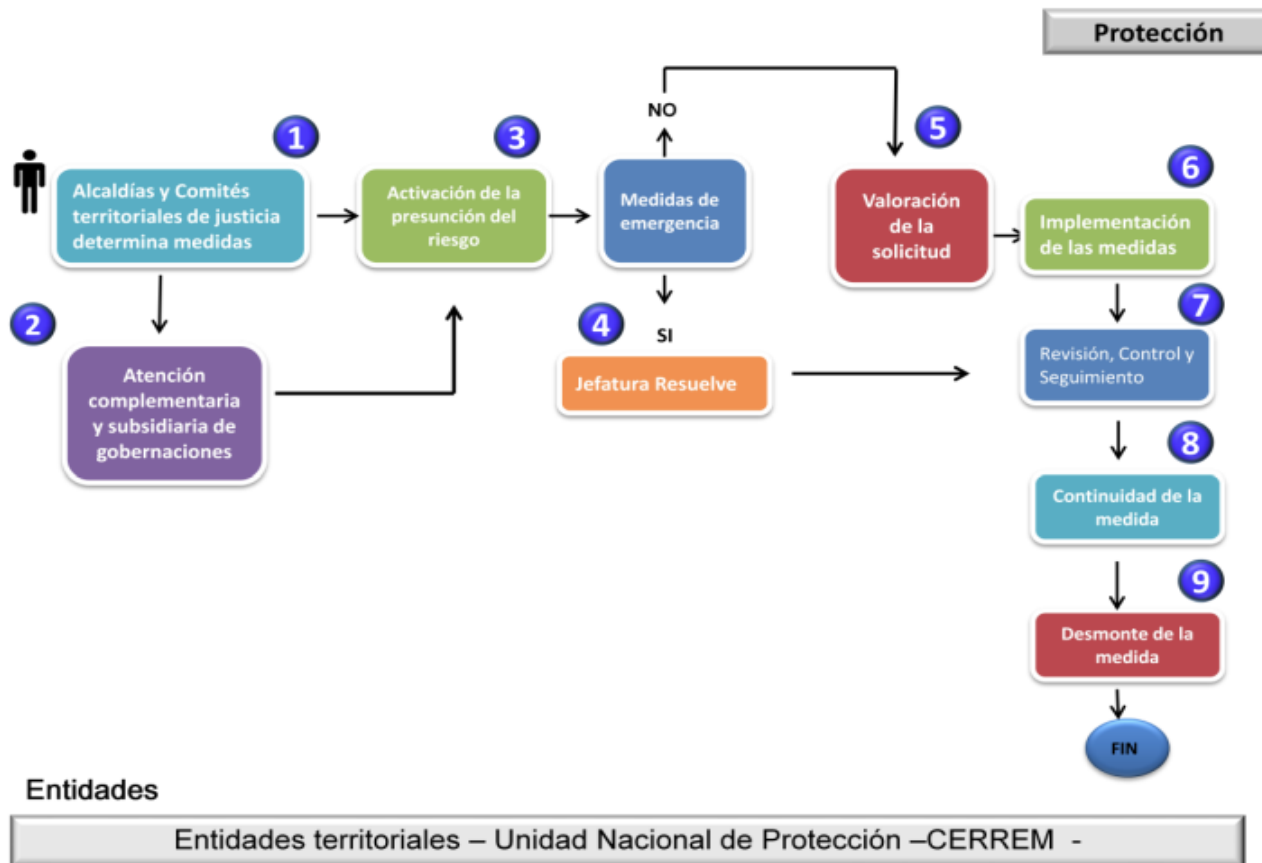 Protección
1
Alcaldías y Comités
territoriales de justicia
determina medidas
2
Atención
complementaria
y subsidiaria de
gobernaciones
3
Activación de la
presunción del
riesgo
Medidas de
emergencia
NO
SI
4
Jefatura Resuelve
5
Valoración
de la
solicitud
6
Implementación
de las medidas
7
Revisión, Control y
Seguimiento
8
Continuidad de la
medida
9
Desmonte de la
medida
FIN
Entidades
Entidades territoriales – Unidad Nacional de Protección –CERREM -